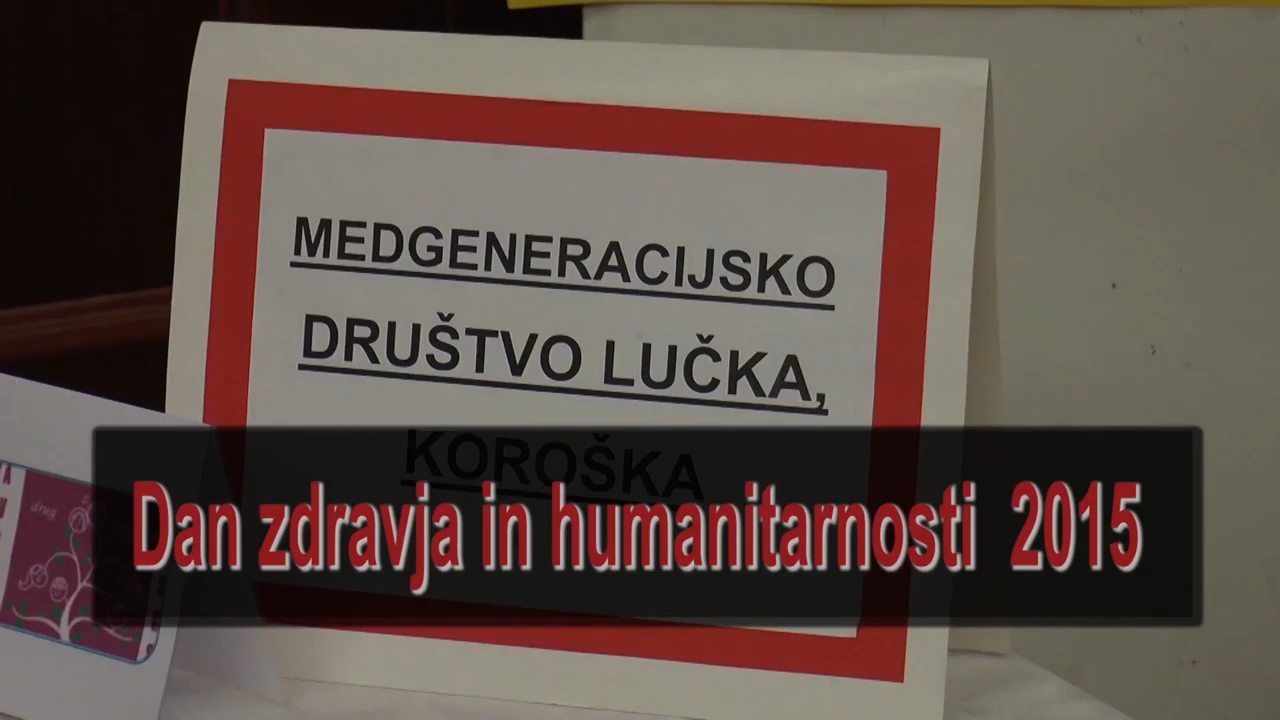 MEDGENERACIJSKO
DRUŠTVO LUČKA,
KOROŠKA
Dan zdravja in humanitarnosti 2015